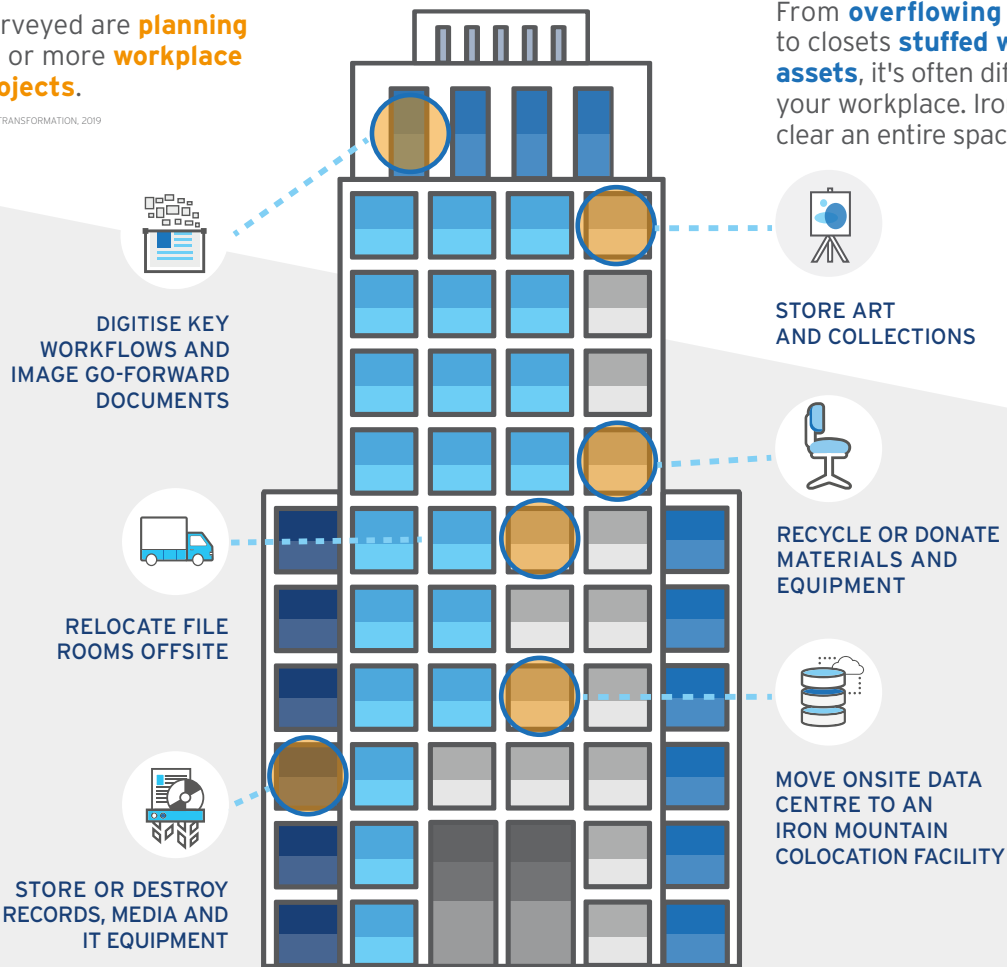 rveyed are planning
or more workplace
ojects.
TRANSFORMATION, 2019
From overflowing
to closets stuffed w
assets, it's often dif
your workplace. Iro
clear an entire spac
DIGITISE KEY
WORKFLOWS AND
IMAGE GO-FORWARD
DOCUMENTS
STORE ART
AND COLLECTIONS
RECYCLE OR DONATE
MATERIALS AND
EQUIPMENT
RELOCATE FILE
ROOMS OFFSITE
MOVE ONSITE DATA
CENTRE TO AN
IRON MOUNTAIN
COLOCATION FACILITY
STORE OR DESTROY
RECORDS, MEDIA AND
IT EQUIPMENT